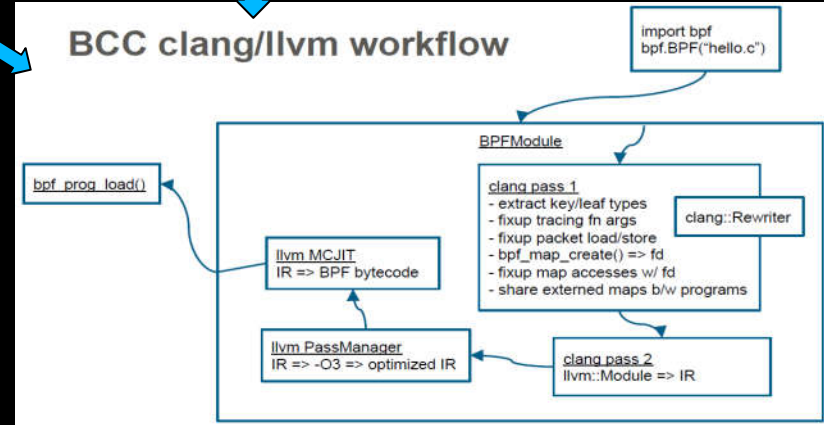 BCC clang/llvm workflow
import bpf
bpf.BPF("hello.c")
BPFModule
bpf_prog_load()
clang pass 1
- extract key/leaf types
- fixup tracing fn args
- fixup packet load/store
- bpf_map_create() => fd
- fixup map accesses w/ fd
- share externed maps b/w programs
clang::Rewriter
llvm MCJIT
IR => BPF bytecode
llvm PassManager
IR => -O3 => optimized IR
clang pass 2
llvm::Module => IR